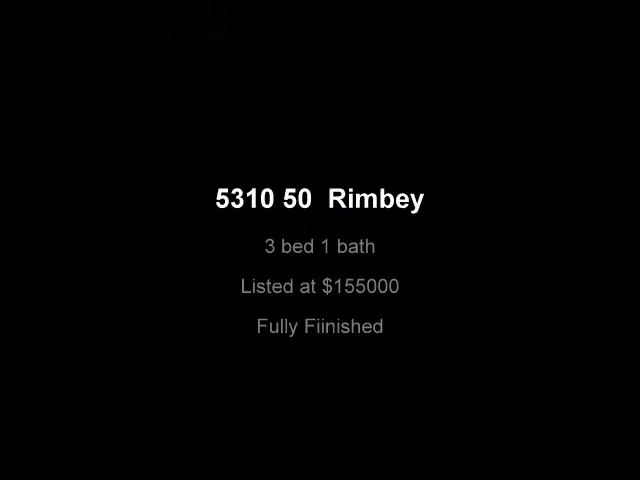 5310 50  Rimbey
3 bed 1 bath
Listed at $155000
Fully Fiinished